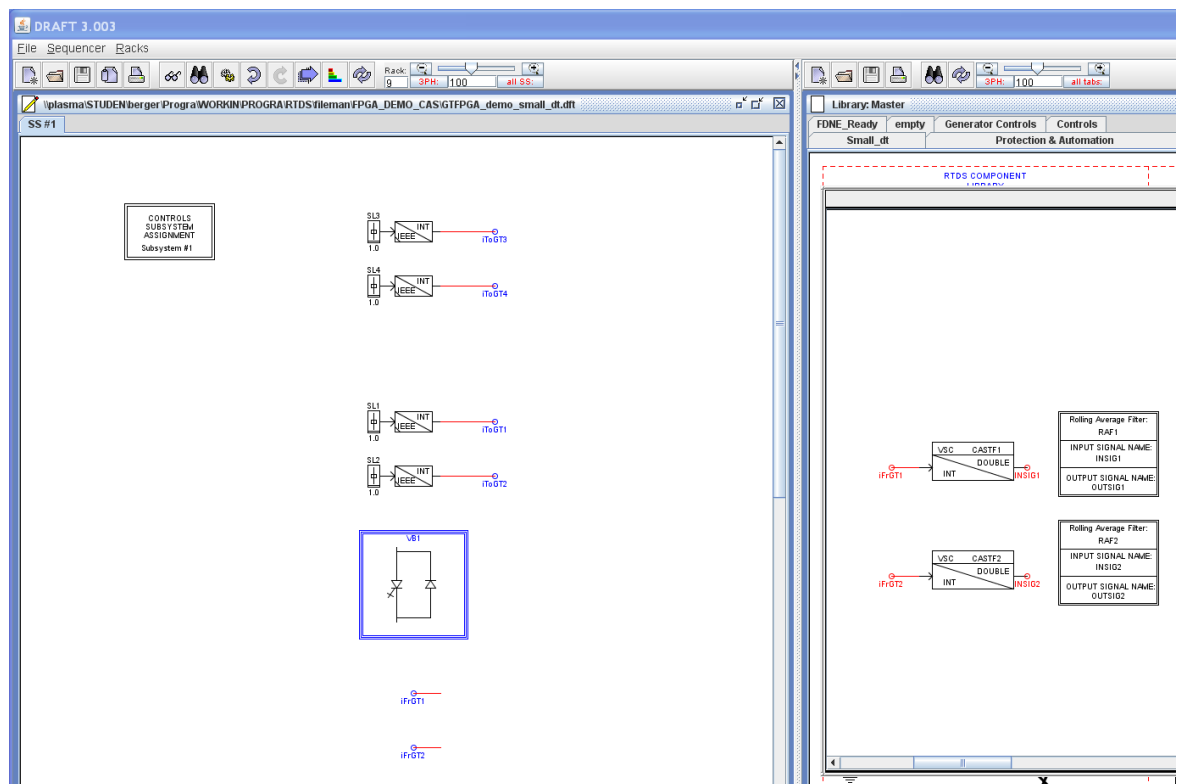 DRAFT 3.003
File Sequencer Racks
Rack:
9
3PH:
100
all SS:
3PH:
100
all tabs:
\\plasma\STUDEN\berger\Progra\WORKIN\PROGRA\RTDS\fileman\FPGA_DEMO_CAS\GTFPGA_demo_small_dt.dft
SS #1
CONTROLS
SUBSYSTEM
ASSIGNMENT
Subsystem #1
SL3
INT
IEEE
1.0
iToGT3
SL4
INT
IEEE
1.0
iToGT4
SL1
INT
IEEE
1.0
iToGT1
SL2
INT
IEEE
1.0
iToGT2
VB1
iFrGT1
iFrGT2
Library: Master
FDNE_Ready empty Generator Controls Controls
Small_dt Protection & Automation
RTDS COMPONENT
LIBRARY
VSC CASTF1
DOUBLE
INT
iFrGT1
INSIG1
Rolling Average Filter:
RAF1
INPUT SIGNAL NAME:
INSIG1
OUTPUT SIGNAL NAME:
OUTSIG1
VSC CASTF2
DOUBLE
INT
iFrGT2
INSIG2
Rolling Average Filter:
RAF2
INPUT SIGNAL NAME:
INSIG2
OUTPUT SIGNAL NAME:
OUTSIG2